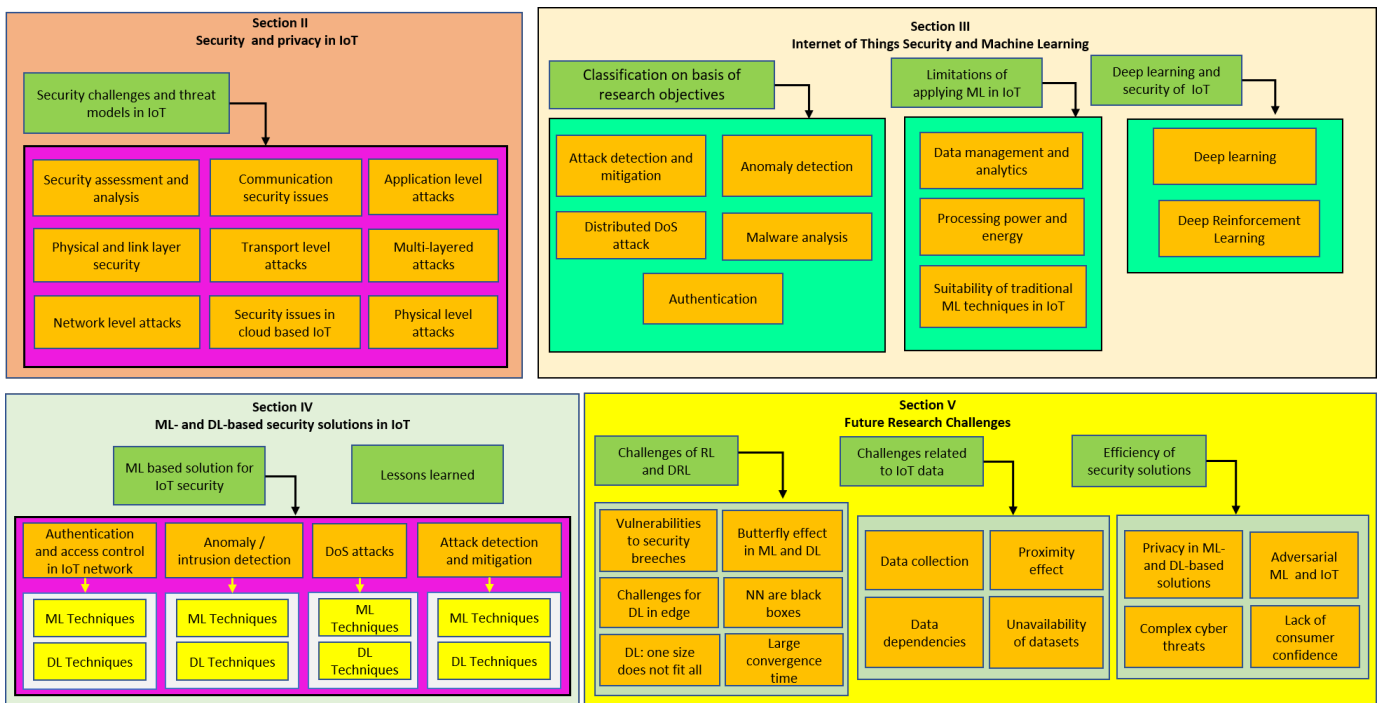 Section II
Security and privacy in IoT
Security challenges and threat
models in IoT
Security assessment and
analysis
Communication
security issues
Application level
attacks
Physical and link layer
security
Transport level
attacks
Multi-layered
attacks
Network level attacks
Security issues in
cloud based IoT
Physical level
attacks
Section III
Internet of Things Security and Machine Learning
Classification on basis of
research objectives
Attack detection and
mitigation
Anomaly detection
Distributed DoS
attack
Malware analysis
Authentication
Limitations of
applying ML in IoT
Data management and
analytics
Processing power and
energy
Suitability of traditional
ML techniques in IoT
Deep learning and
security of IoT
Deep learning
Deep Reinforcement
Learning
Section IV
ML- and DL-based security solutions in IoT
ML based solution for
IoT security
Lessons learned
Authentication
and access control
in IoT network
Anomaly /
intrusion detection
DoS attacks
Attack detection
and mitigation
ML Techniques
DL Techniques
ML Techniques
DL Techniques
ML
Techniques
DL
Techniques
ML Techniques
DL Techniques
Section V
Future Research Challenges
Challenges of RL
and DRL
Vulnerabilities
to security
breeches
Butterfly effect
in ML and DL
Challenges for
DL in edge
NN are black
boxes
DL: one size
does not fit all
Large
convergence
time
Challenges related
to IoT data
Data collection
Proximity
effect
Data
dependencies
Unavailability
of datasets
Efficiency of
security solutions
Privacy in ML-
and DL-based
solutions
Adversarial
ML and IoT
Complex cyber
threats
Lack of
consumer
confidence